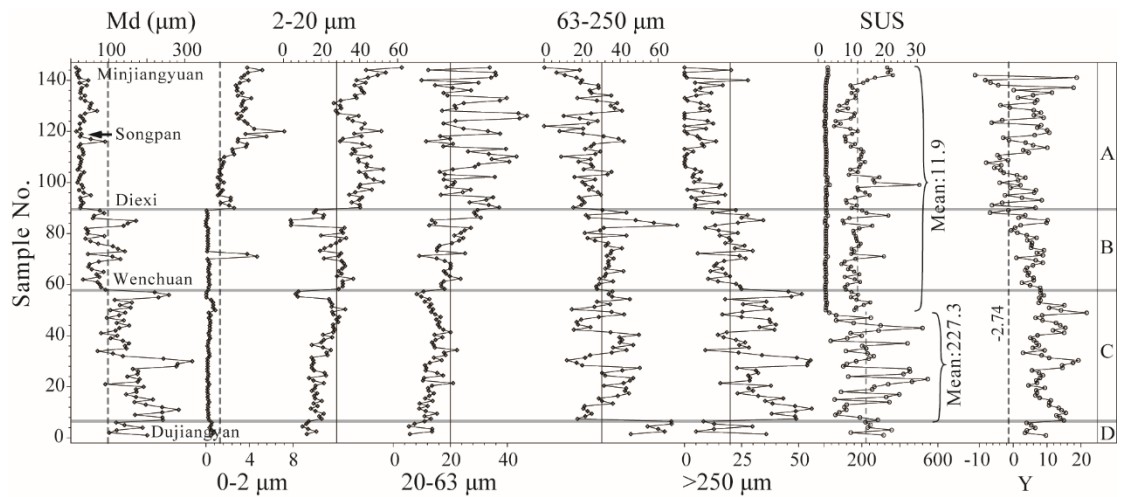 Md (μm) 2-20 μm 63-250 μm SUS
100 300 0 20 40 60 0 20 40 60 0 10 20 30
140 Minjiangyuan
120 Songpan A
100
Diexi
Mean:11.9
80 B
60 Wenchuan
-2.74
40 C
Mean:227.3
20
Dujiangyan D
0
0 4 8 0 20 40 0 25 50 200 600 -10 0 10 20
0-2 μm 20-63 μm >250 μm Y
Sample No.